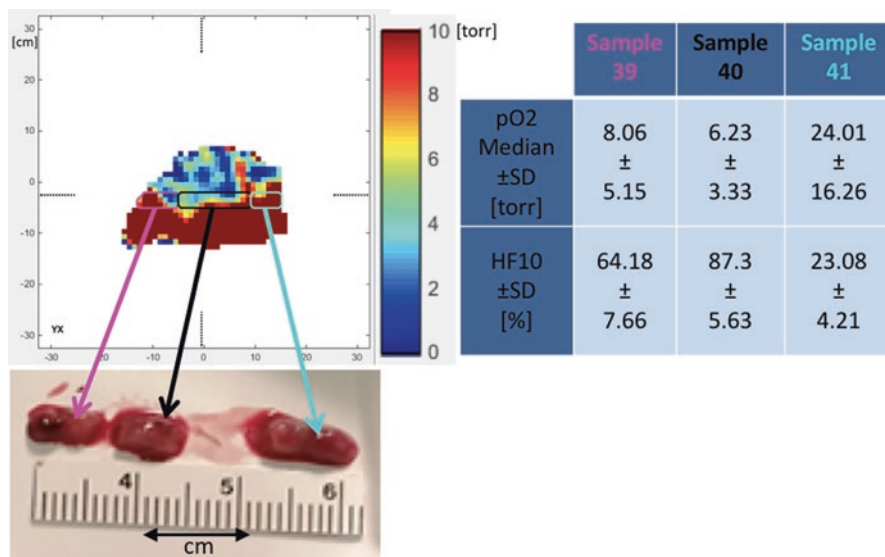 [cm]
30
20
10
0
-10
-20
-30
-30 -20 -10 0 10 20 30
YX
10
8
6
4
2
0
[torr]
Sample
39
Sample
40
Sample
41
pO2
Median
±SD
[torr]
8.06
±
5.15
6.23
±
3.33
24.01
±
16.26
HF10
±SD
[%]
64.18
±
7.66
87.3
±
5.63
23.08
±
4.21
4 5 6
cm